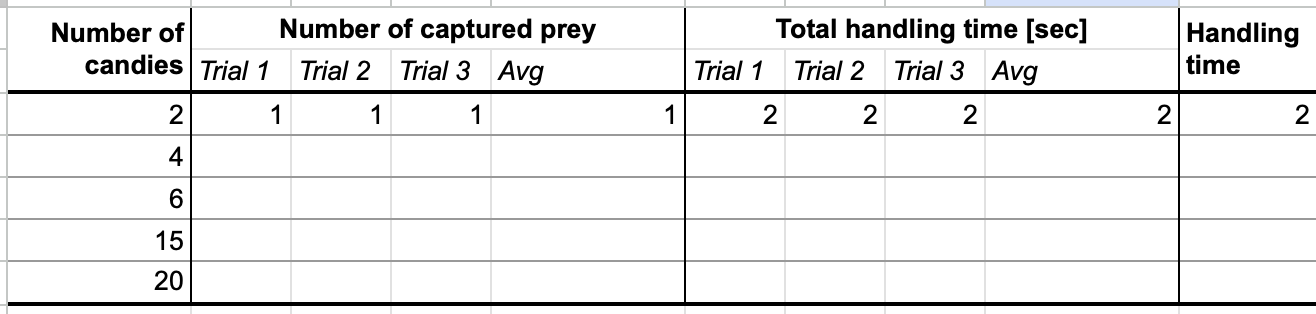 Number of candies Number of captured prey Total handling time [sec] Handling time
Trial 1 Trial 2 Trial 3 Avg Trial 1 Trial 2 Trial 3 Avg
2 1 1 1 1 2 2 2 2 2
4
6
15
20